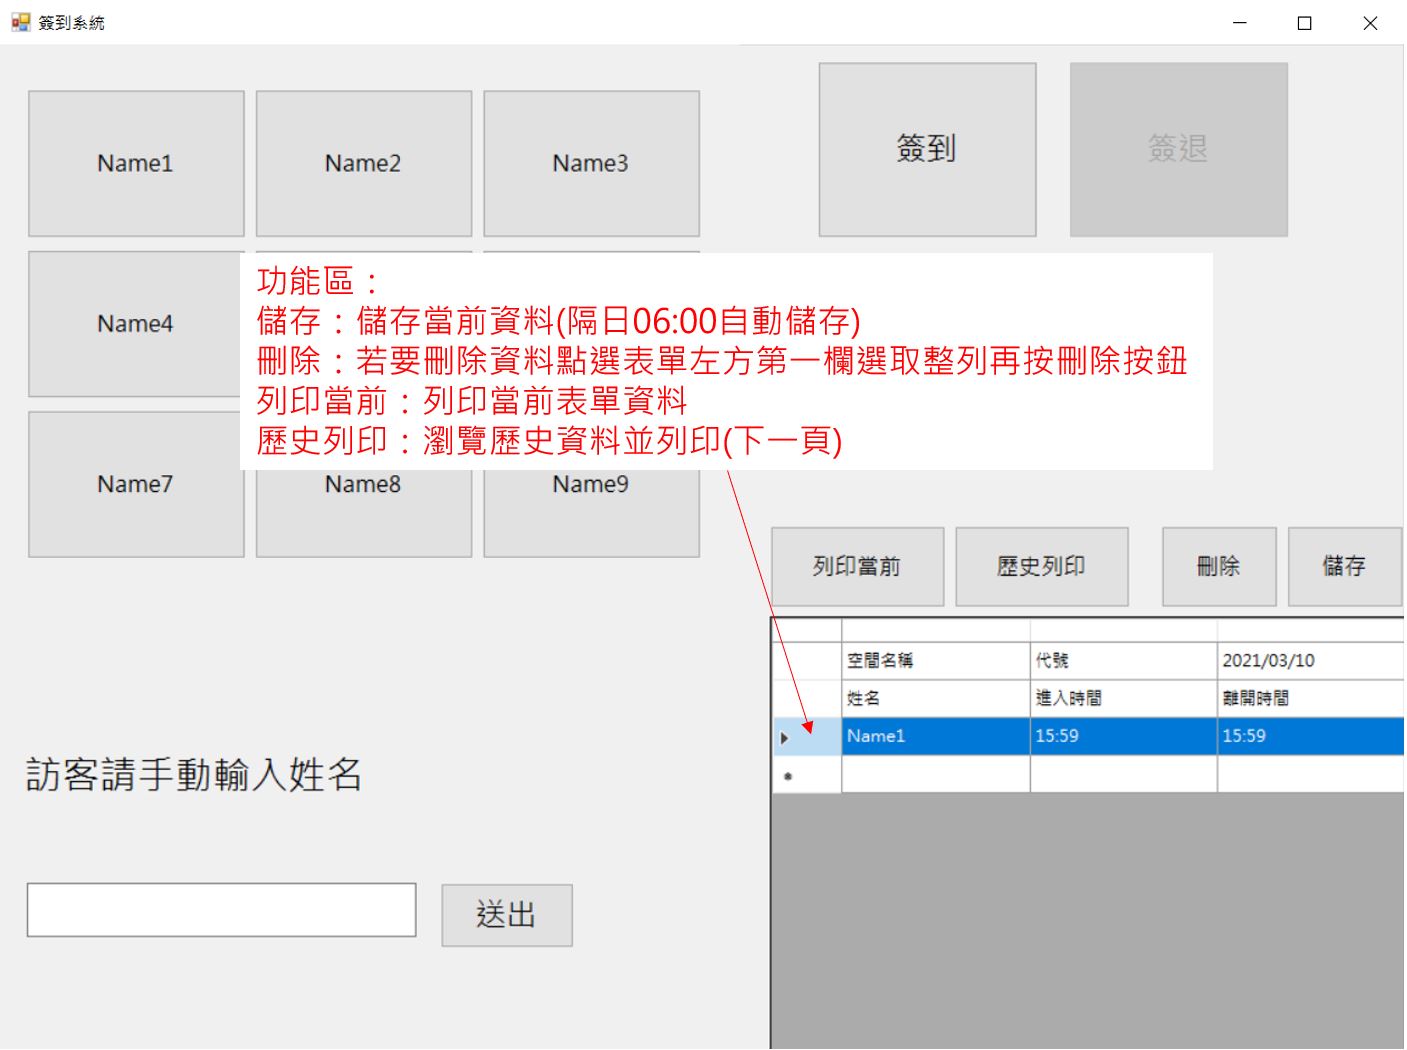 簽到系統
Name1
Name2
Name3
簽到
簽退
Name4
功能區：
儲存：儲存當前資料(隔日06:00自動儲存)
刪除：若要刪除資料點選表單左方第一欄選取整列再按刪除按鈕
列印當前：列印當前表單資料
歷史列印：瀏覽歷史資料並列印(下一頁)
Name7
Name8
Name9
列印當前
歷史列印
刪除
儲存
空間名稱
代號
2021/03/10
姓名
進入時間
離開時間
Name1
15:59
15:59
訪客請手動輸入姓名
送出